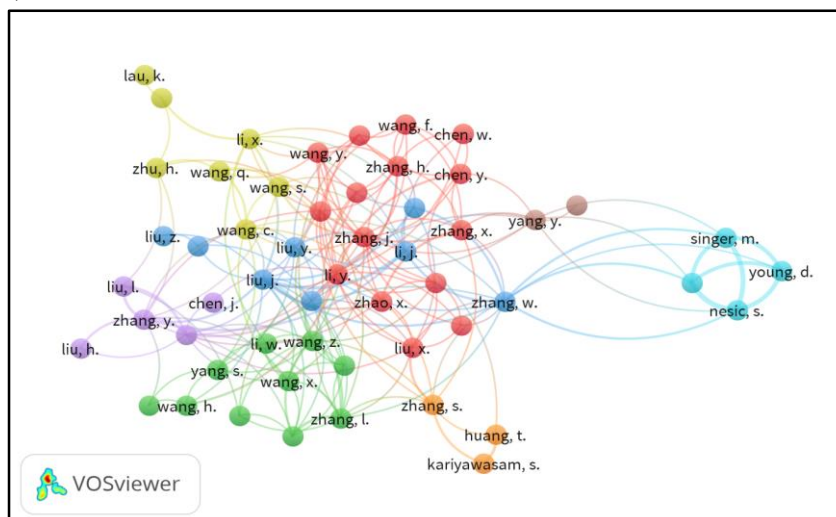 lau, k.
wang, f.
chen, w.
li, x.
wang, y.
zhang, h.
zhu, h.
wang, q.
chen, y.
wang, s.
yang, y.
wang, c.
zhang, j.
zhang, x.
singer, m.
liu, z.
liu, y.
li, j.
young, d.
liu, l.
liu, j.
li, y.
chen, j.
zhao, x.
zhang, w.
nesic, s.
zhang, y.
liu, h.
li, w.
wang, z.
liu, x.
yang, s.
wang, x.
wang, h.
zhang, l.
zhang, s.
huang, t.
kariyawasam, s.
VOSviewer